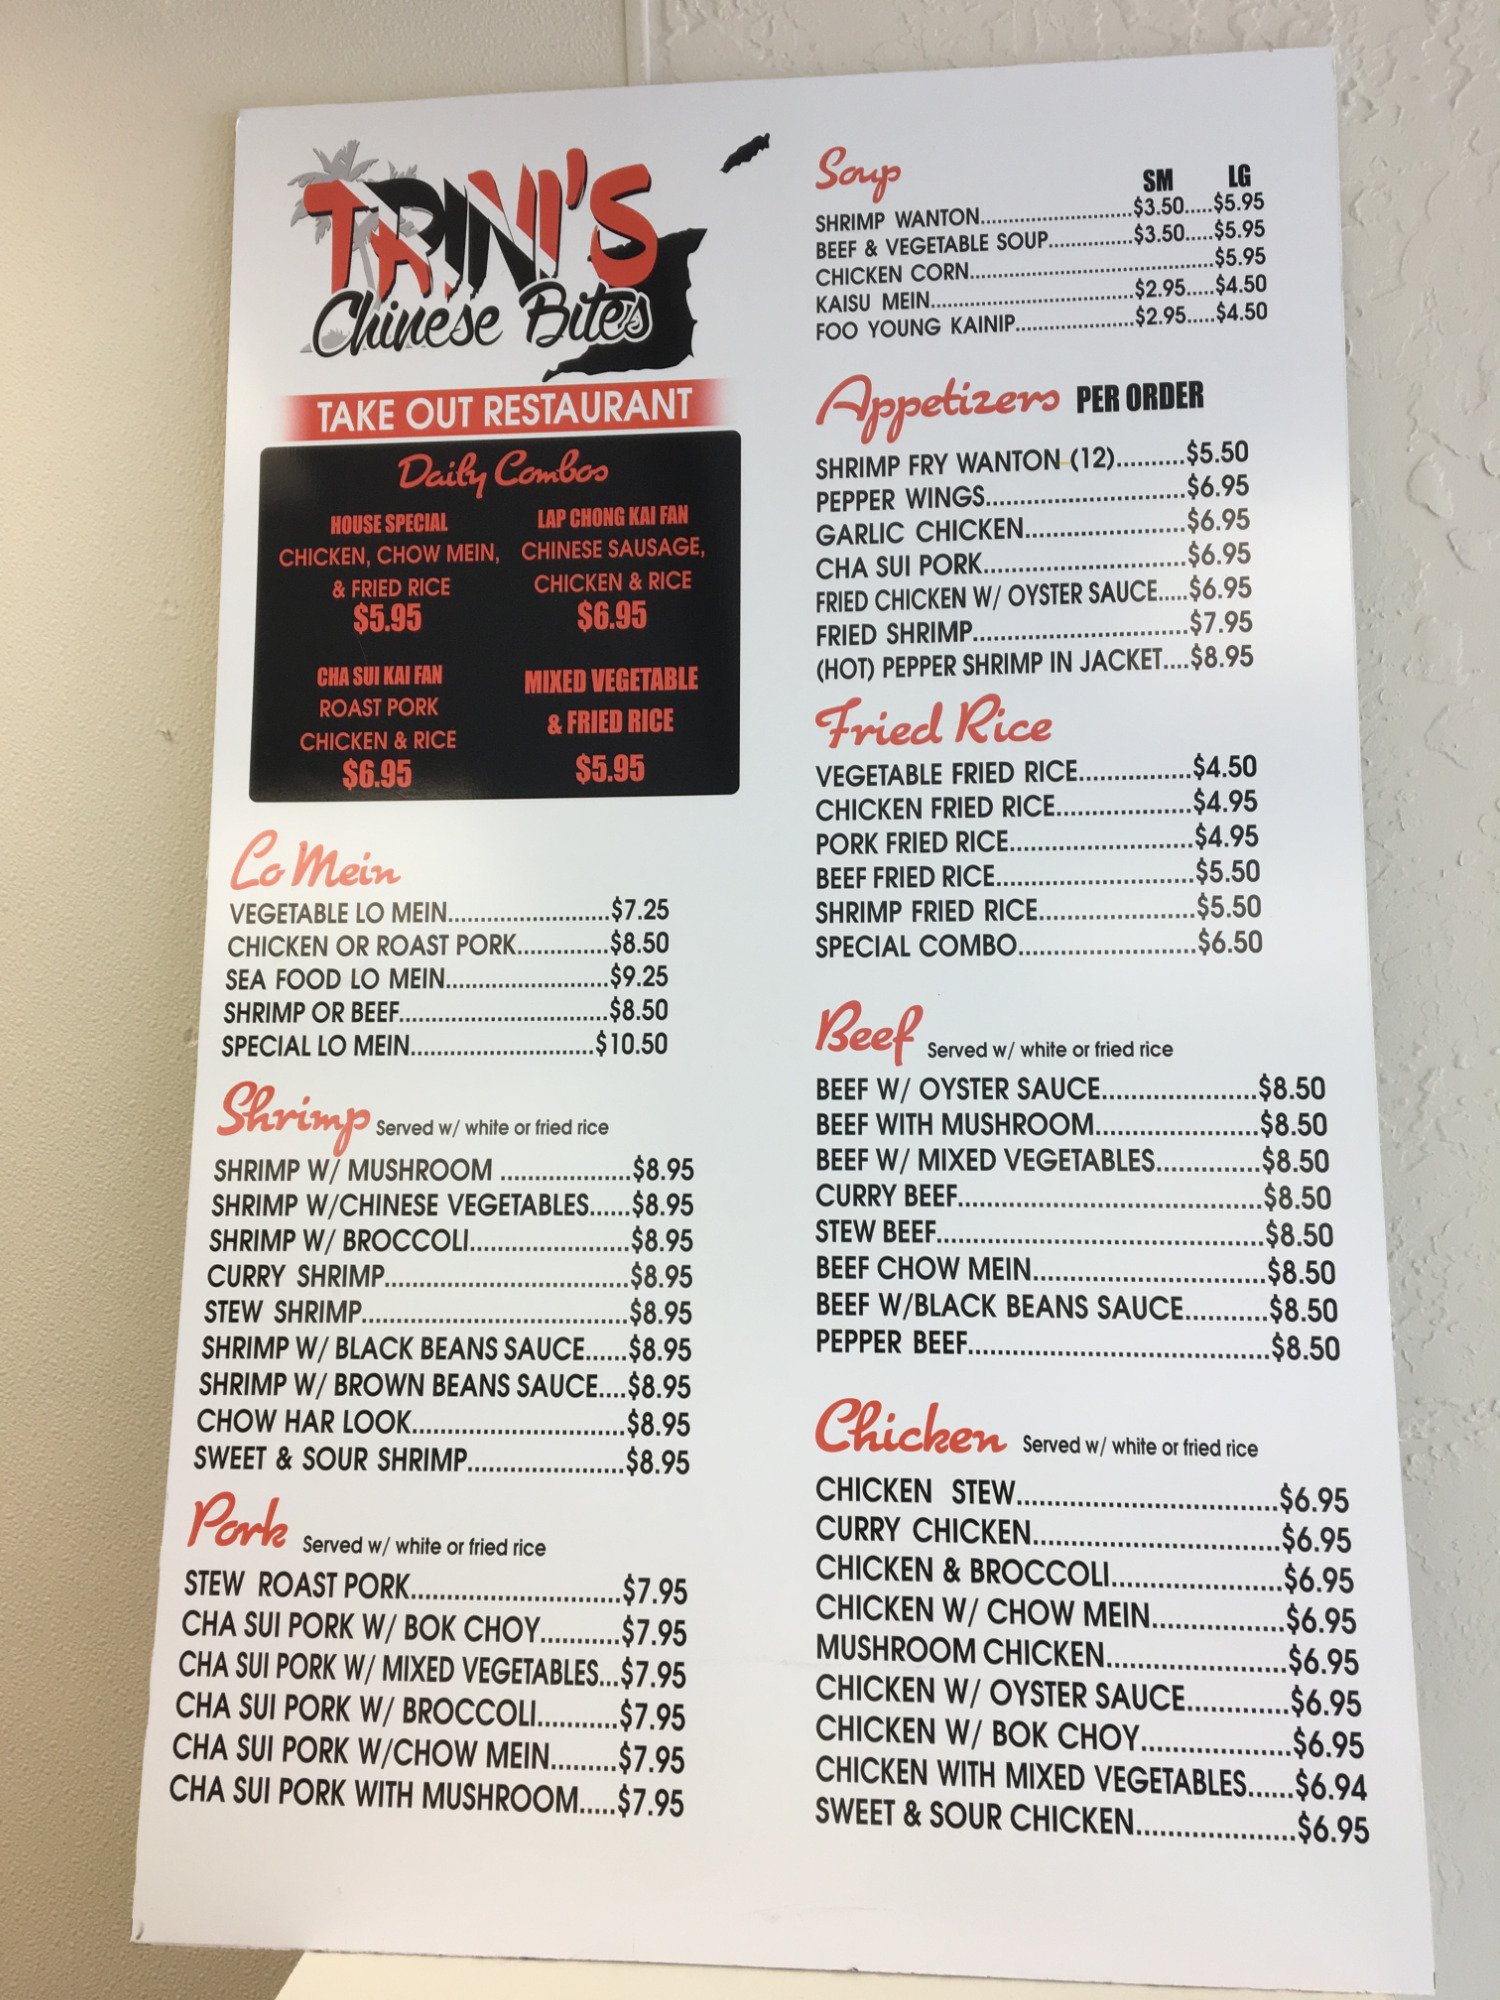 TRINI'S
Chinese Bites
TAKE OUT RESTAURANT
Daily Combos
HOUSE SPECIAL
CHICKEN, CHOW MEIN,
& FRIED RICE
$5.95
LAP CHONG KAI FAN
CHINESE SAUSAGE,
CHICKEN & RICE
$6.95
CHA SUI KAI FAN
ROAST PORK
CHICKEN & RICE
$6.95
MIXED VEGETABLE
& FRIED RICE
$5.95
Lo Mein
VEGETABLE LO MEIN.........................$7.25
CHICKEN OR ROAST PORK..............$8.50
SEA FOOD LO MEIN.........................$9.25
SHRIMP OR BEEF................................$8.50
SPECIAL LO MEIN............................$10.50
Shrimp Served w/ white or fried rice
SHRIMP W/ MUSHROOM ....................$8.95
SHRIMP W/CHINESE VEGETABLES......$8.95
SHRIMP W/ BROCCOLI.........................$8.95
CURRY SHRIMP......................................$8.95
STEW SHRIMP.........................................$8.95
SHRIMP W/ BLACK BEANS SAUCE......$8.95
SHRIMP W/ BROWN BEANS SAUCE....$8.95
CHOW HAR LOOK.................................$8.95
SWEET & SOUR SHRIMP........................$8.95
Pork Served w/ white or fried rice
STEW ROAST PORK..............................$7.95
CHA SUI PORK W/ BOK CHOY...........$7.95
CHA SUI PORK W/ MIXED VEGETABLES...$7.95
CHA SUI PORK W/ BROCCOLI...........$7.95
CHA SUI PORK W/CHOW MEIN.........$7.95
CHA SUI PORK WITH MUSHROOM.....$7.95
Soup SM LG
SHRIMP WANTON............................$3.50.....$5.95
BEEF & VEGETABLE SOUP...............$3.50.....$5.95
CHICKEN CORN.............................................$5.95
KAISU MEIN.....................................$2.95.....$4.50
FOO YOUNG KAINIP.....................$2.95.....$4.50
Appetizers PER ORDER
SHRIMP FRY WANTON (12)..........$5.50
PEPPER WINGS.............................$6.95
GARLIC CHICKEN.......................$6.95
CHA SUI PORK.............................$6.95
FRIED CHICKEN W/ OYSTER SAUCE.....$6.95
FRIED SHRIMP...............................$7.95
(HOT) PEPPER SHRIMP IN JACKET....$8.95
Fried Rice
VEGETABLE FRIED RICE.................$4.50
CHICKEN FRIED RICE....................$4.95
PORK FRIED RICE...........................$4.95
BEEF FRIED RICE.............................$5.50
SHRIMP FRIED RICE.......................$5.50
SPECIAL COMBO..........................$6.50
Beef Served w/ white or fried rice
BEEF W/ OYSTER SAUCE.....................$8.50
BEEF WITH MUSHROOM......................$8.50
BEEF W/ MIXED VEGETABLES..............$8.50
CURRY BEEF..........................................$8.50
STEW BEEF.............................................$8.50
BEEF CHOW MEIN................................$8.50
BEEF W/BLACK BEANS SAUCE...........$8.50
PEPPER BEEF.........................................$8.50
Chicken Served w/ white or fried rice
CHICKEN STEW...................................$6.95
CURRY CHICKEN.................................$6.95
CHICKEN & BROCCOLI.......................$6.95
CHICKEN W/ CHOW MEIN..................$6.95
MUSHROOM CHICKEN........................$6.95
CHICKEN W/ OYSTER SAUCE.............$6.95
CHICKEN W/ BOK CHOY....................$6.95
CHICKEN WITH MIXED VEGETABLES......$6.94
SWEET & SOUR CHICKEN.....................$6.95